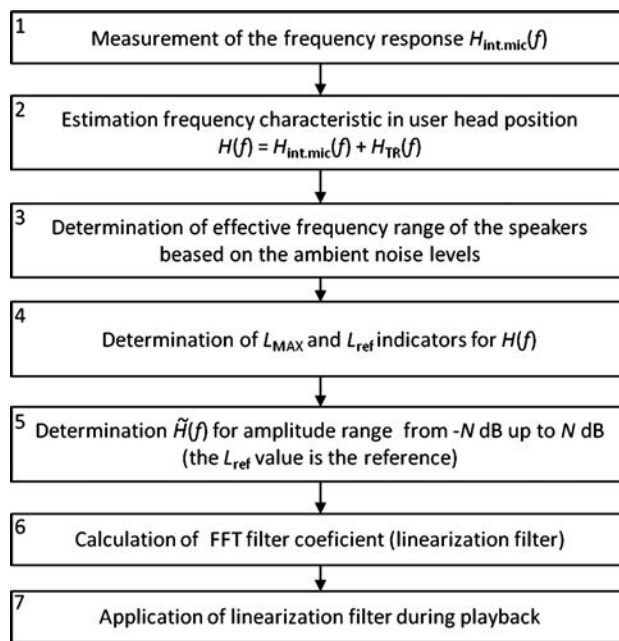 1
Measurement of the frequency response Hint.mic(f)
2
Estimation frequency characteristic in user head position
H(f) = Hint.mic(f) + HTR(f)
3
Determination of effective frequency range of the speakers
beased on the ambient noise levels
4
Determination of LMAX and Lref indicators for H(f)
5
Determination H̃(f) for amplitude range from -N dB up to N dB
(the Lref value is the reference)
6
Calculation of FFT filter coeficient (linearization filter)
7
Application of linearization filter during playback